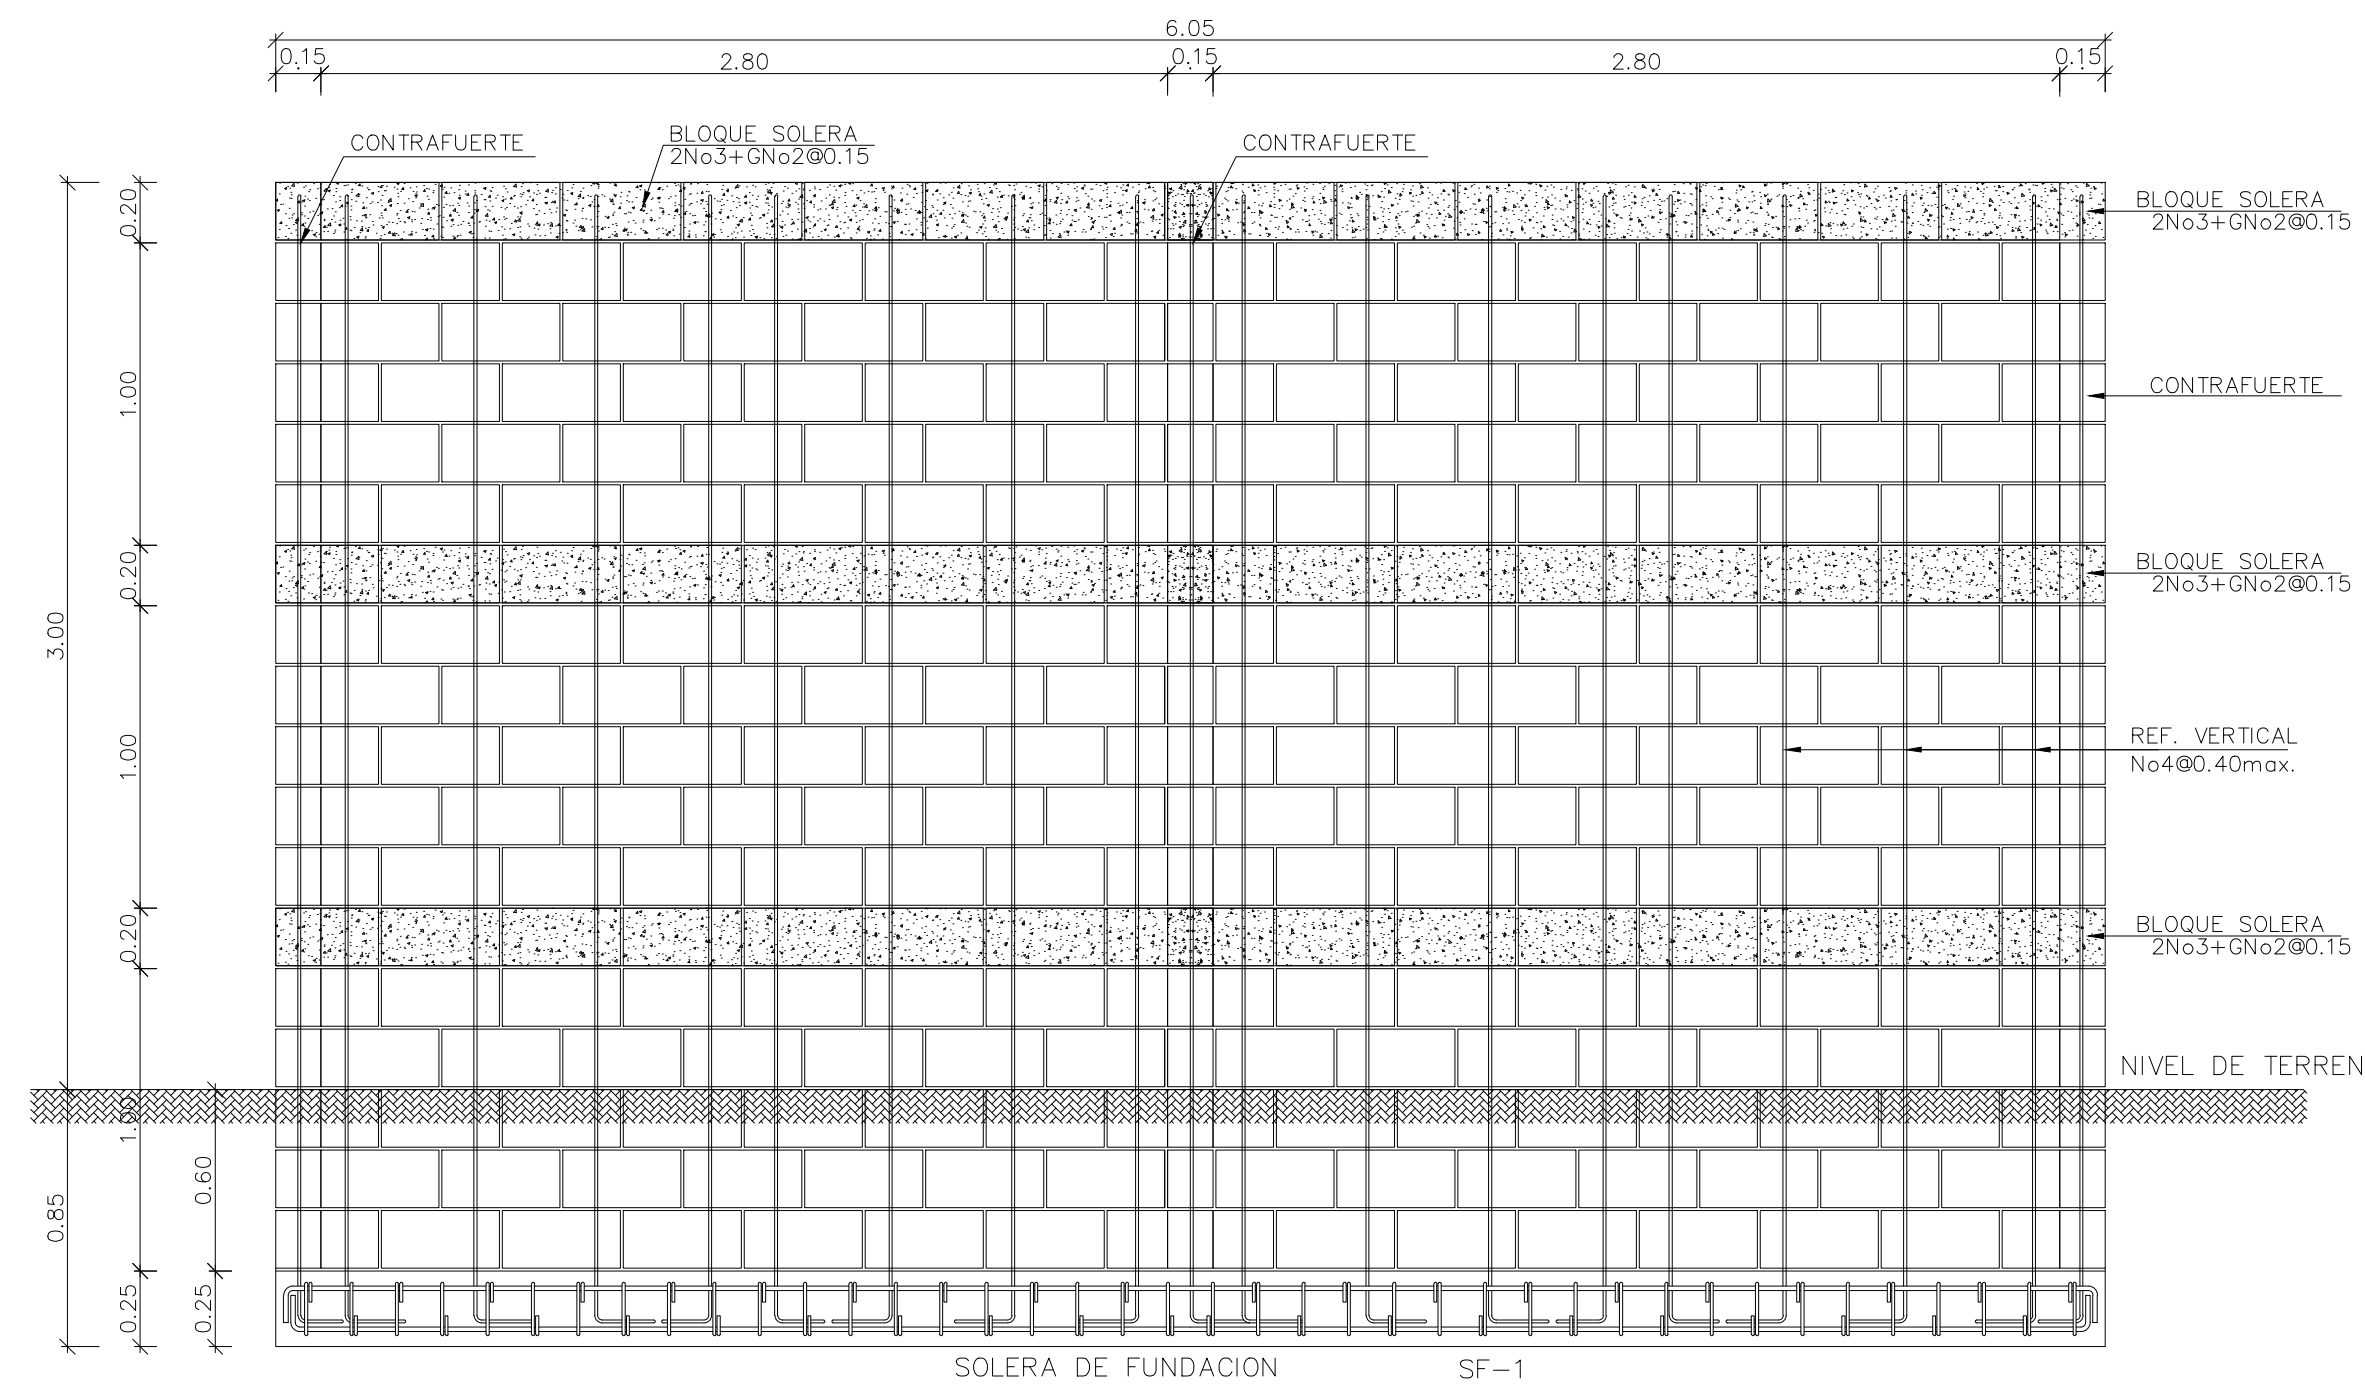 6.05
0.15
2.80
0.15
2.80
0.15
CONTRAFUERTE
BLOQUE SOLERA
2No3+GNo2@0.15
CONTRAFUERTE
0.20
BLOQUE SOLERA
2No3+GNo2@0.15
1.00
CONTRAFUERTE
0.20
BLOQUE SOLERA
2No3+GNo2@0.15
3.00
1.00
REF. VERTICAL
No4@0.40max.
0.20
BLOQUE SOLERA
2No3+GNo2@0.15
NIVEL DE TERREN
1.00
0.60
0.85
0.25
0.25
SOLERA DE FUNDACION
SF-1